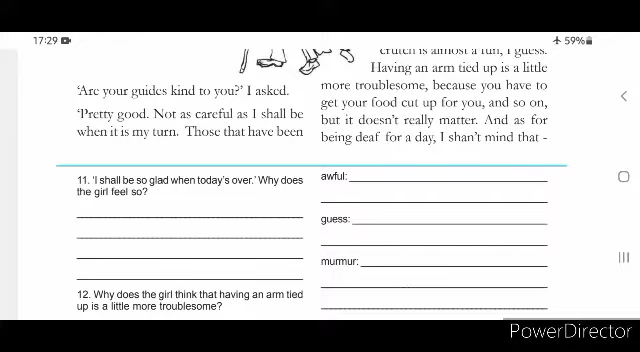 17:29
59%
'Are your guides kind to you?' I asked.
'Pretty good. Not as careful as I shall be
when it is my turn. Those that have been
crutch is almost a fun, I guess.
Having an arm tied up is a little
more troublesome, because you have to
get your food cut up for you, and so on,
but it doesn't really matter. And as for
being deaf for a day, I shan't mind that -
11. 'I shall be so glad when today's over.' Why does
the girl feel so?
12. Why does the girl think that having an arm tied
up is a little more troublesome?
awful:
guess:
murmur:
PowerDirector